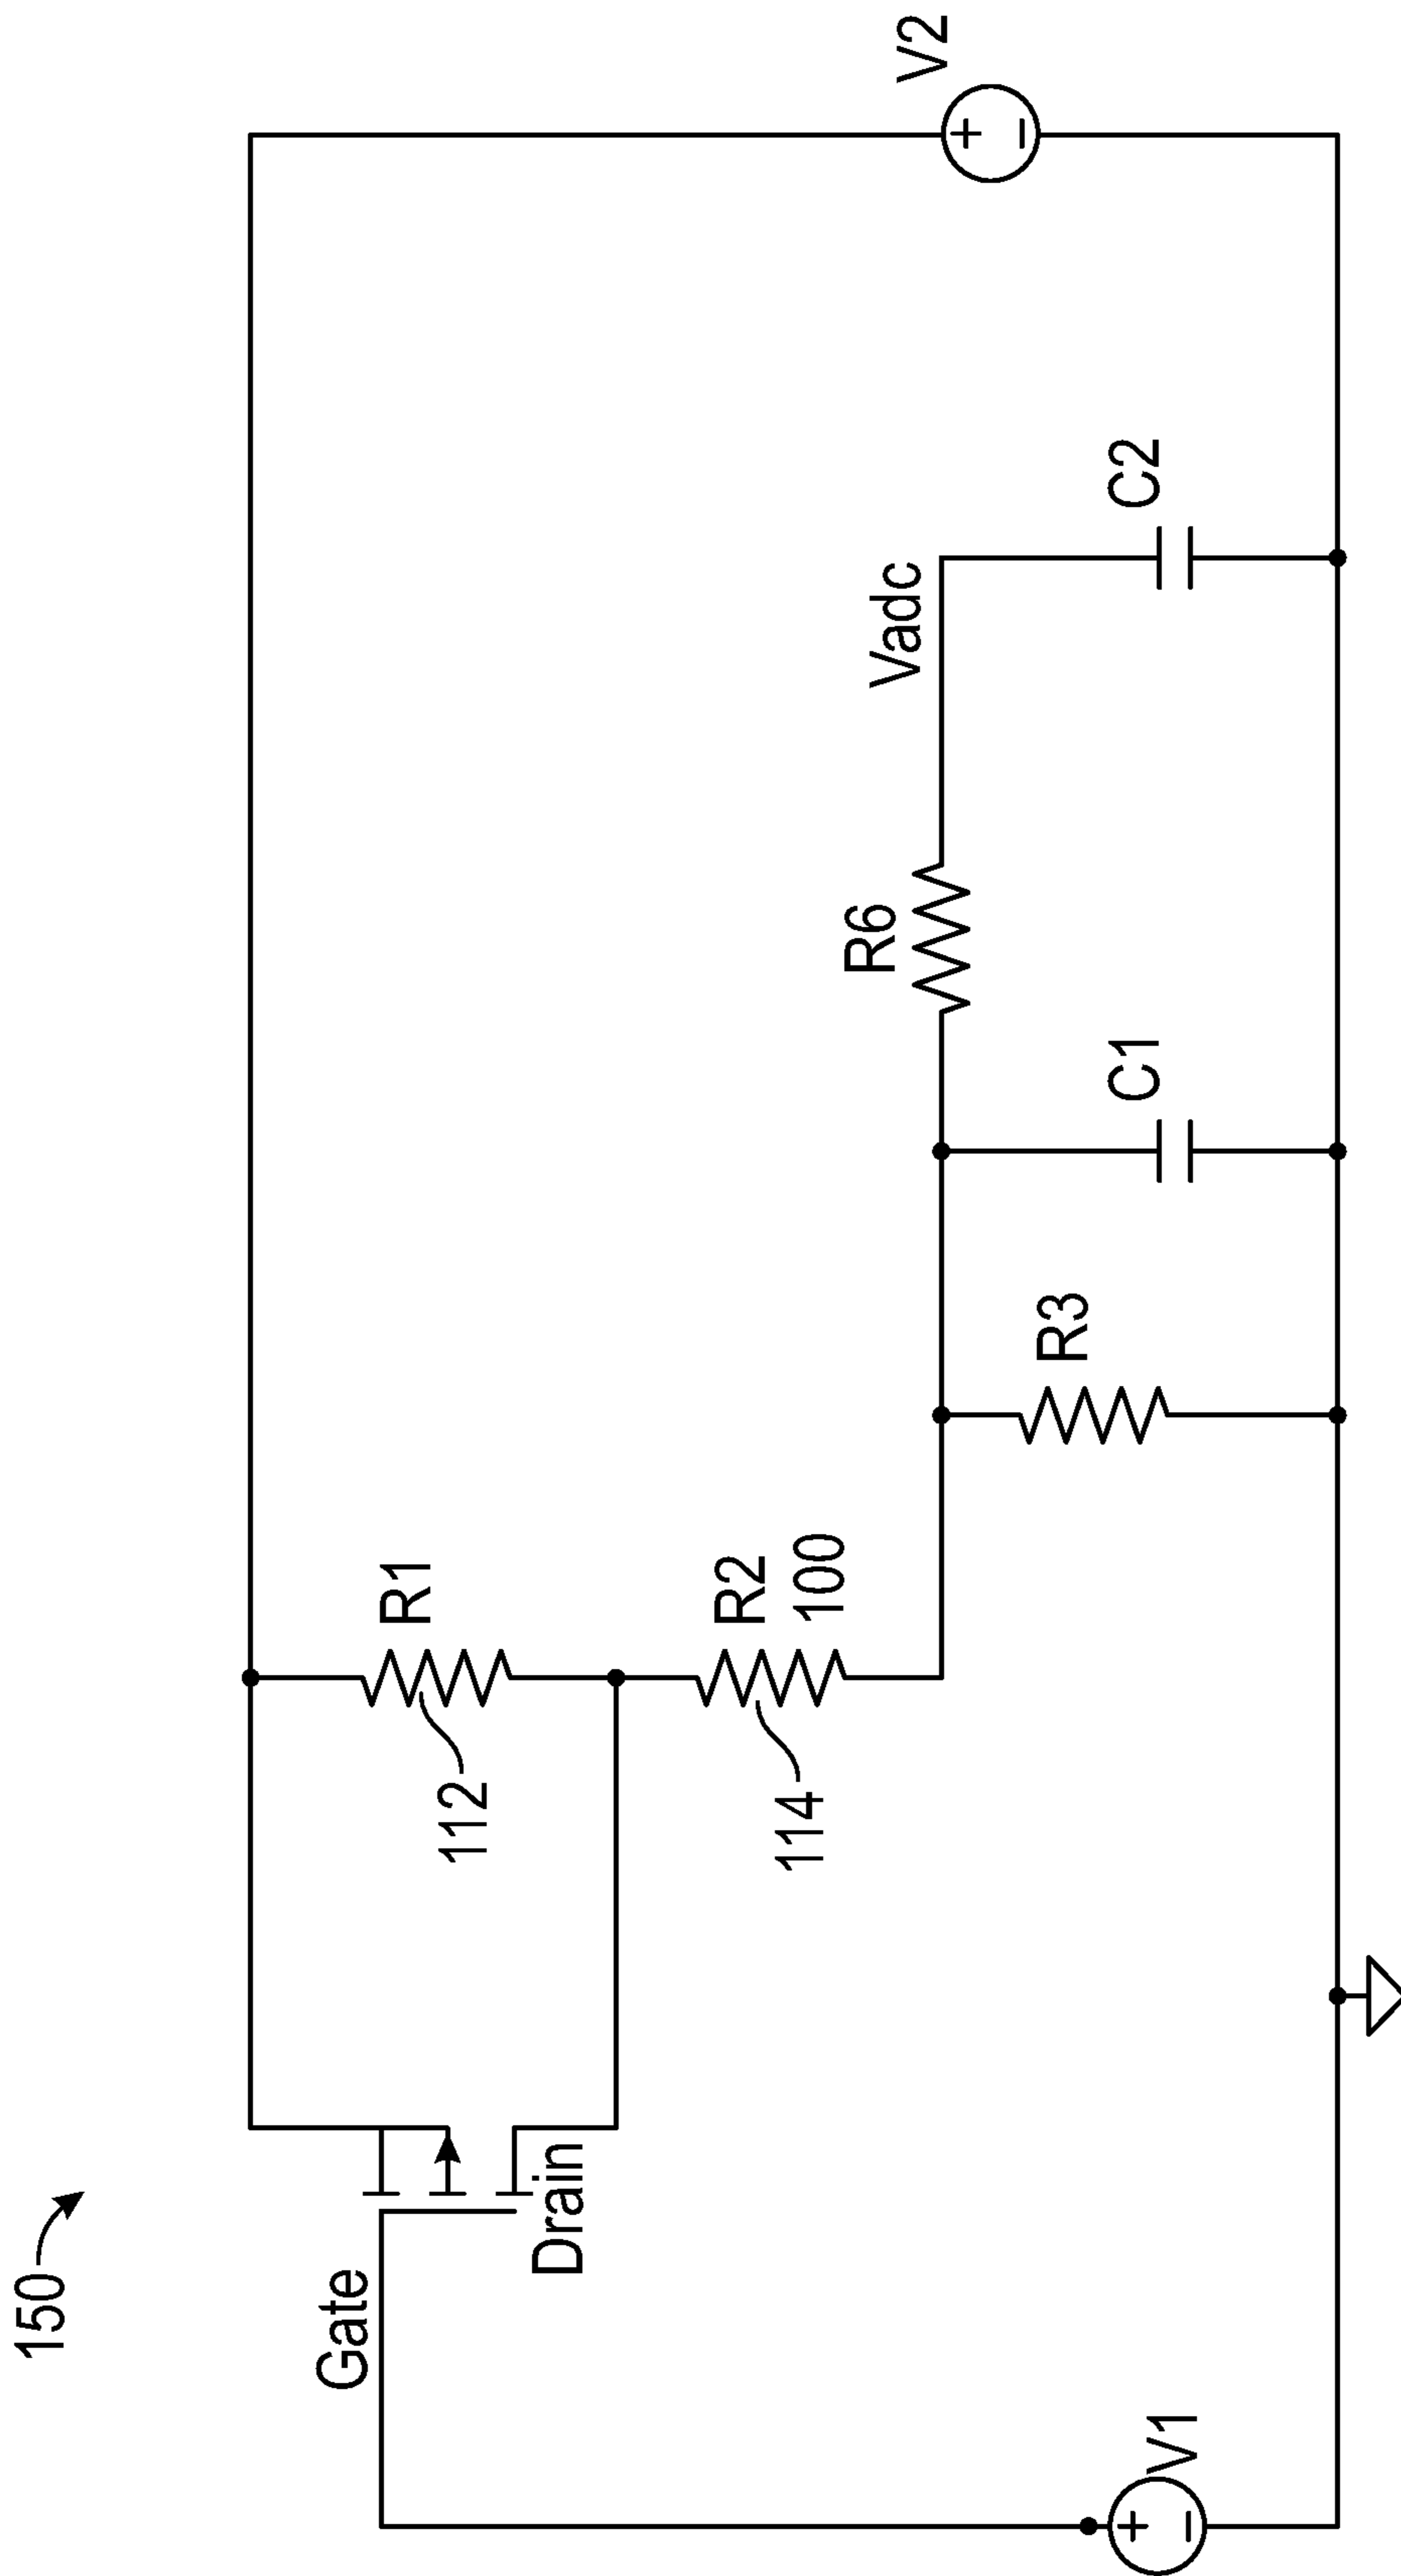 150
Gate
Drain
V1
R1
112
R2
100
114
R3
C1
R6
Vadc
C2
V2
+
−
+
−